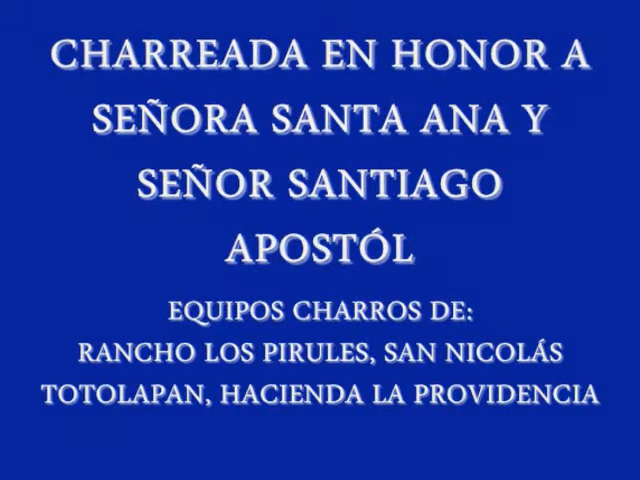 CHARREADA EN HONOR A
SEÑORA SANTA ANA Y
SEÑOR SANTIAGO
APOSTÓL
EQUIPOS CHARROS DE:
RANCHO LOS PIRULES, SAN NICOLÁS
TOTOLAPAN, HACIENDA LA PROVIDENCIA